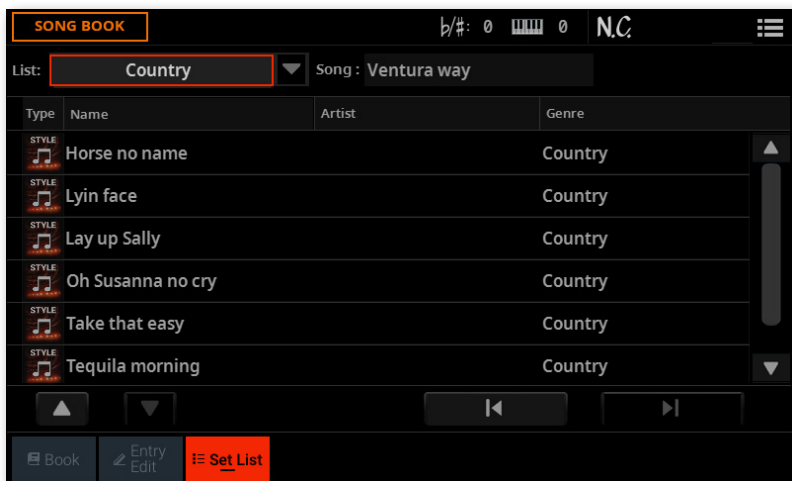 SONG BOOK ♭/#: 0 0 N.C.
List: Country Song : Ventura way
Type Name Artist Genre
STYLE Horse no name Country
STYLE Lyin face Country
STYLE Lay up Sally Country
STYLE Oh Susanna no cry Country
STYLE Take that easy Country
STYLE Tequila morning Country
Book Entry Edit Set List